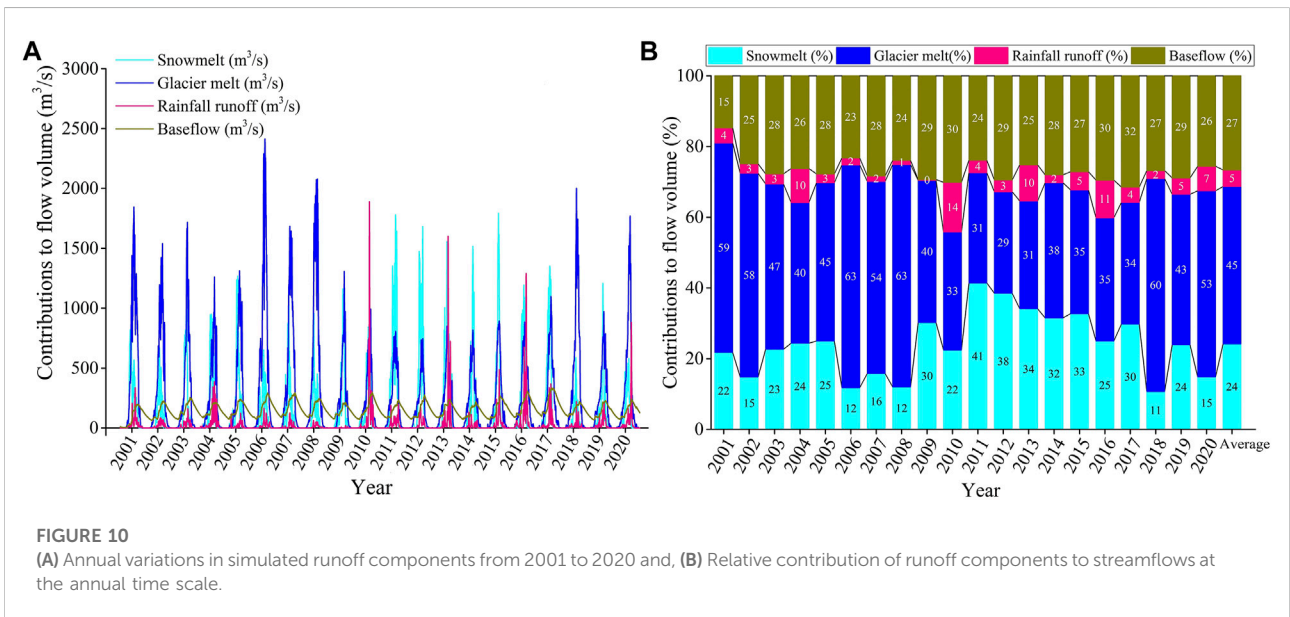 A
Snowmelt (m³/s)
Glacier melt (m³/s)
Rainfall runoff (m³/s)
Baseflow (m³/s)
Contributions to flow volume (m³/s)
3000
2500
2000
1500
1000
500
0
2001 2002 2003 2004 2005 2006 2007 2008 2009 2010 2011 2012 2013 2014 2015 2016 2017 2018 2019 2020
Year
B
Snowmelt (%) Glacier melt(%) Rainfall runoff (%) Baseflow (%)
Contributions to flow volume (%)
100
80
60
40
20
0
15 25 28 26 28 23 28 24 29 30 24 29 25 28 27 30 32 27 29 26 27
4 3 3 10 3 2 2 1 0 14 4 3 10 2 5 11 4 2 5 7 5
59 58 47 40 45 63 54 63 40 33 31 29 31 38 35 35 34 60 43 53 45
22 15 23 24 25 12 16 12 30 22 41 38 34 32 33 25 30 11 24 15 24
2001 2002 2003 2004 2005 2006 2007 2008 2009 2010 2011 2012 2013 2014 2015 2016 2017 2018 2019 2020 Average
Year
FIGURE 10
(A) Annual variations in simulated runoff components from 2001 to 2020 and, (B) Relative contribution of runoff components to streamflows at
the annual time scale.